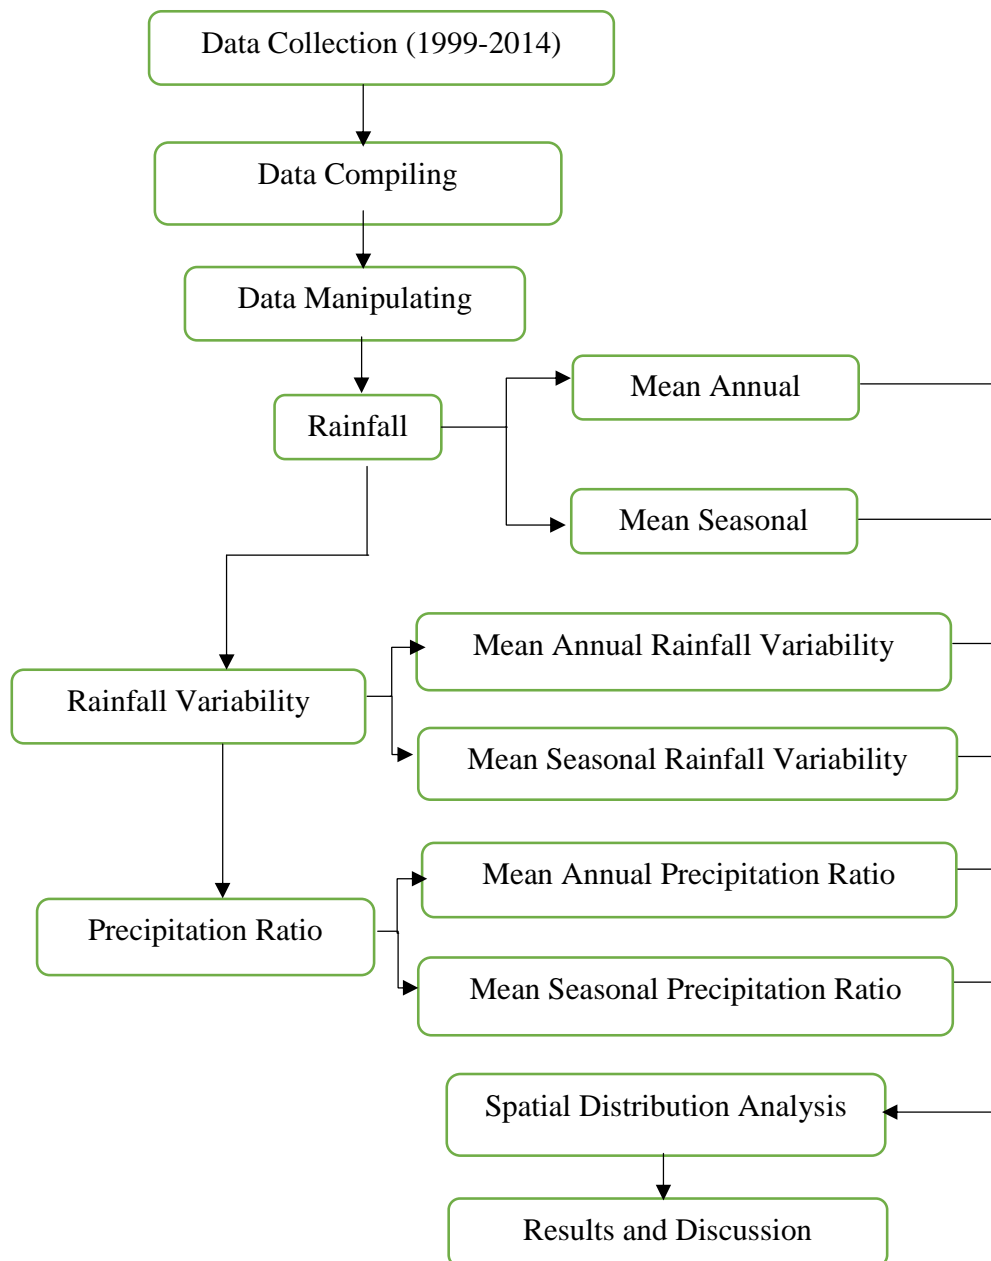 Data Collection (1999-2014)
Data Compiling
Data Manipulating
Mean Annual
Rainfall
Mean Seasonal
Mean Annual Rainfall Variability
Rainfall Variability
Mean Seasonal Rainfall Variability
Mean Annual Precipitation Ratio
Precipitation Ratio
Mean Seasonal Precipitation Ratio
Spatial Distribution Analysis
Results and Discussion